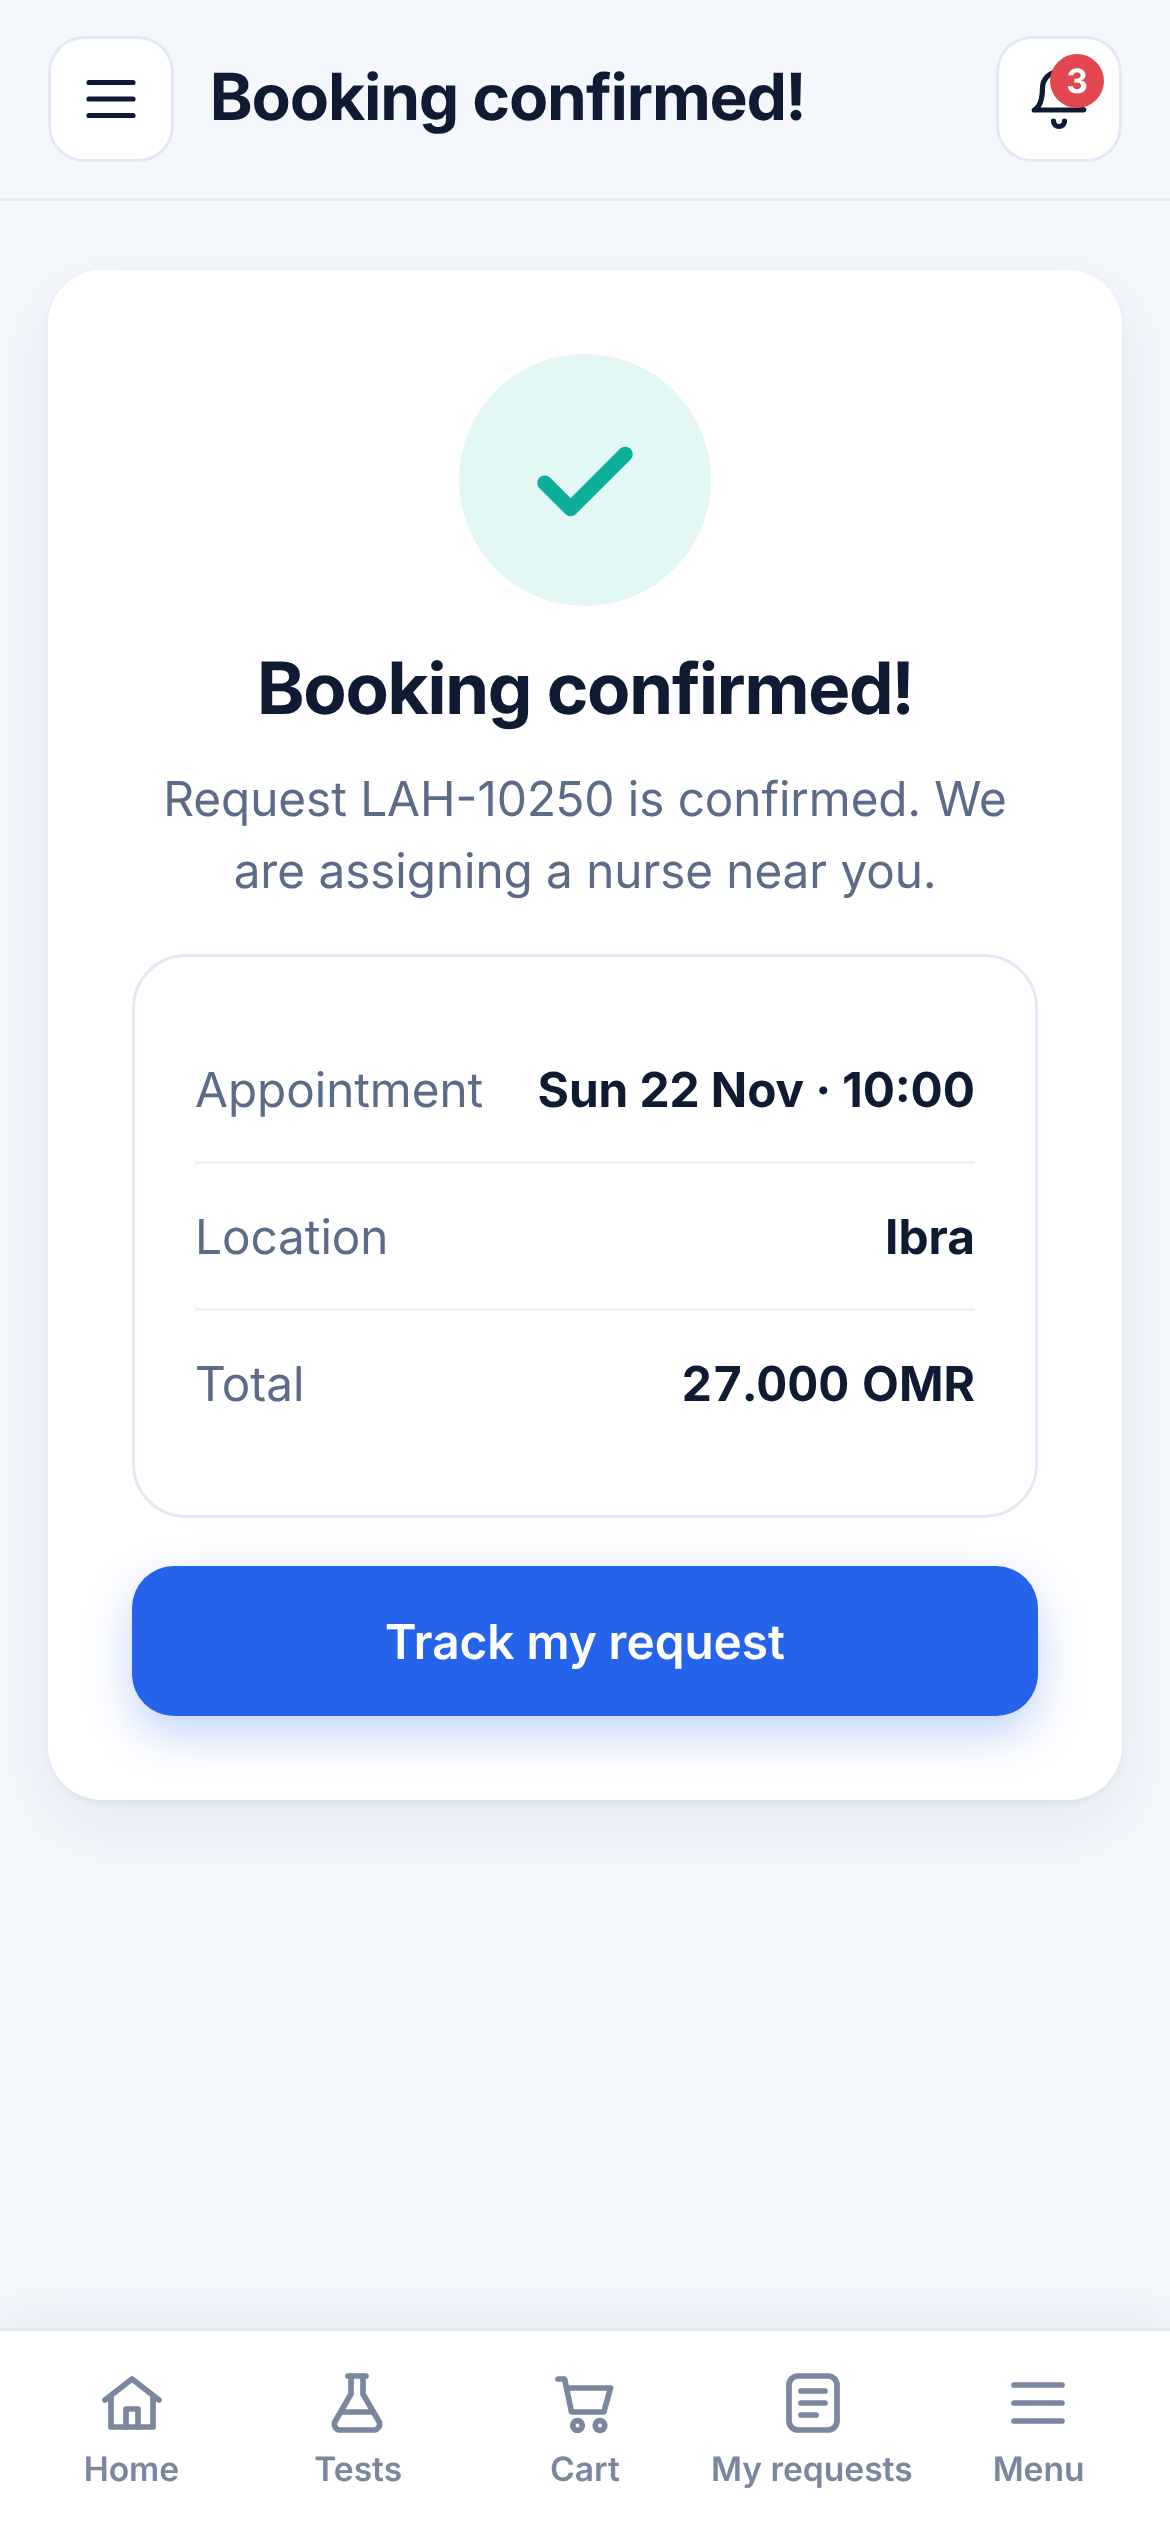 Booking confirmed!
3
Booking confirmed!
Request LAH-10250 is confirmed. We
are assigning a nurse near you.
Appointment Sun 22 Nov · 10:00
Location Ibra
Total 27.000 OMR
Track my request
Home Tests Cart My requests Menu